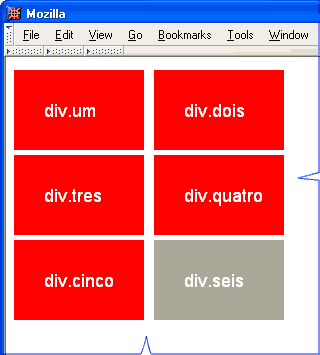 Mozilla
File Edit View Go Bookmarks Tools Window
div.um div.dois
div.tres div.quatro
div.cinco div.seis